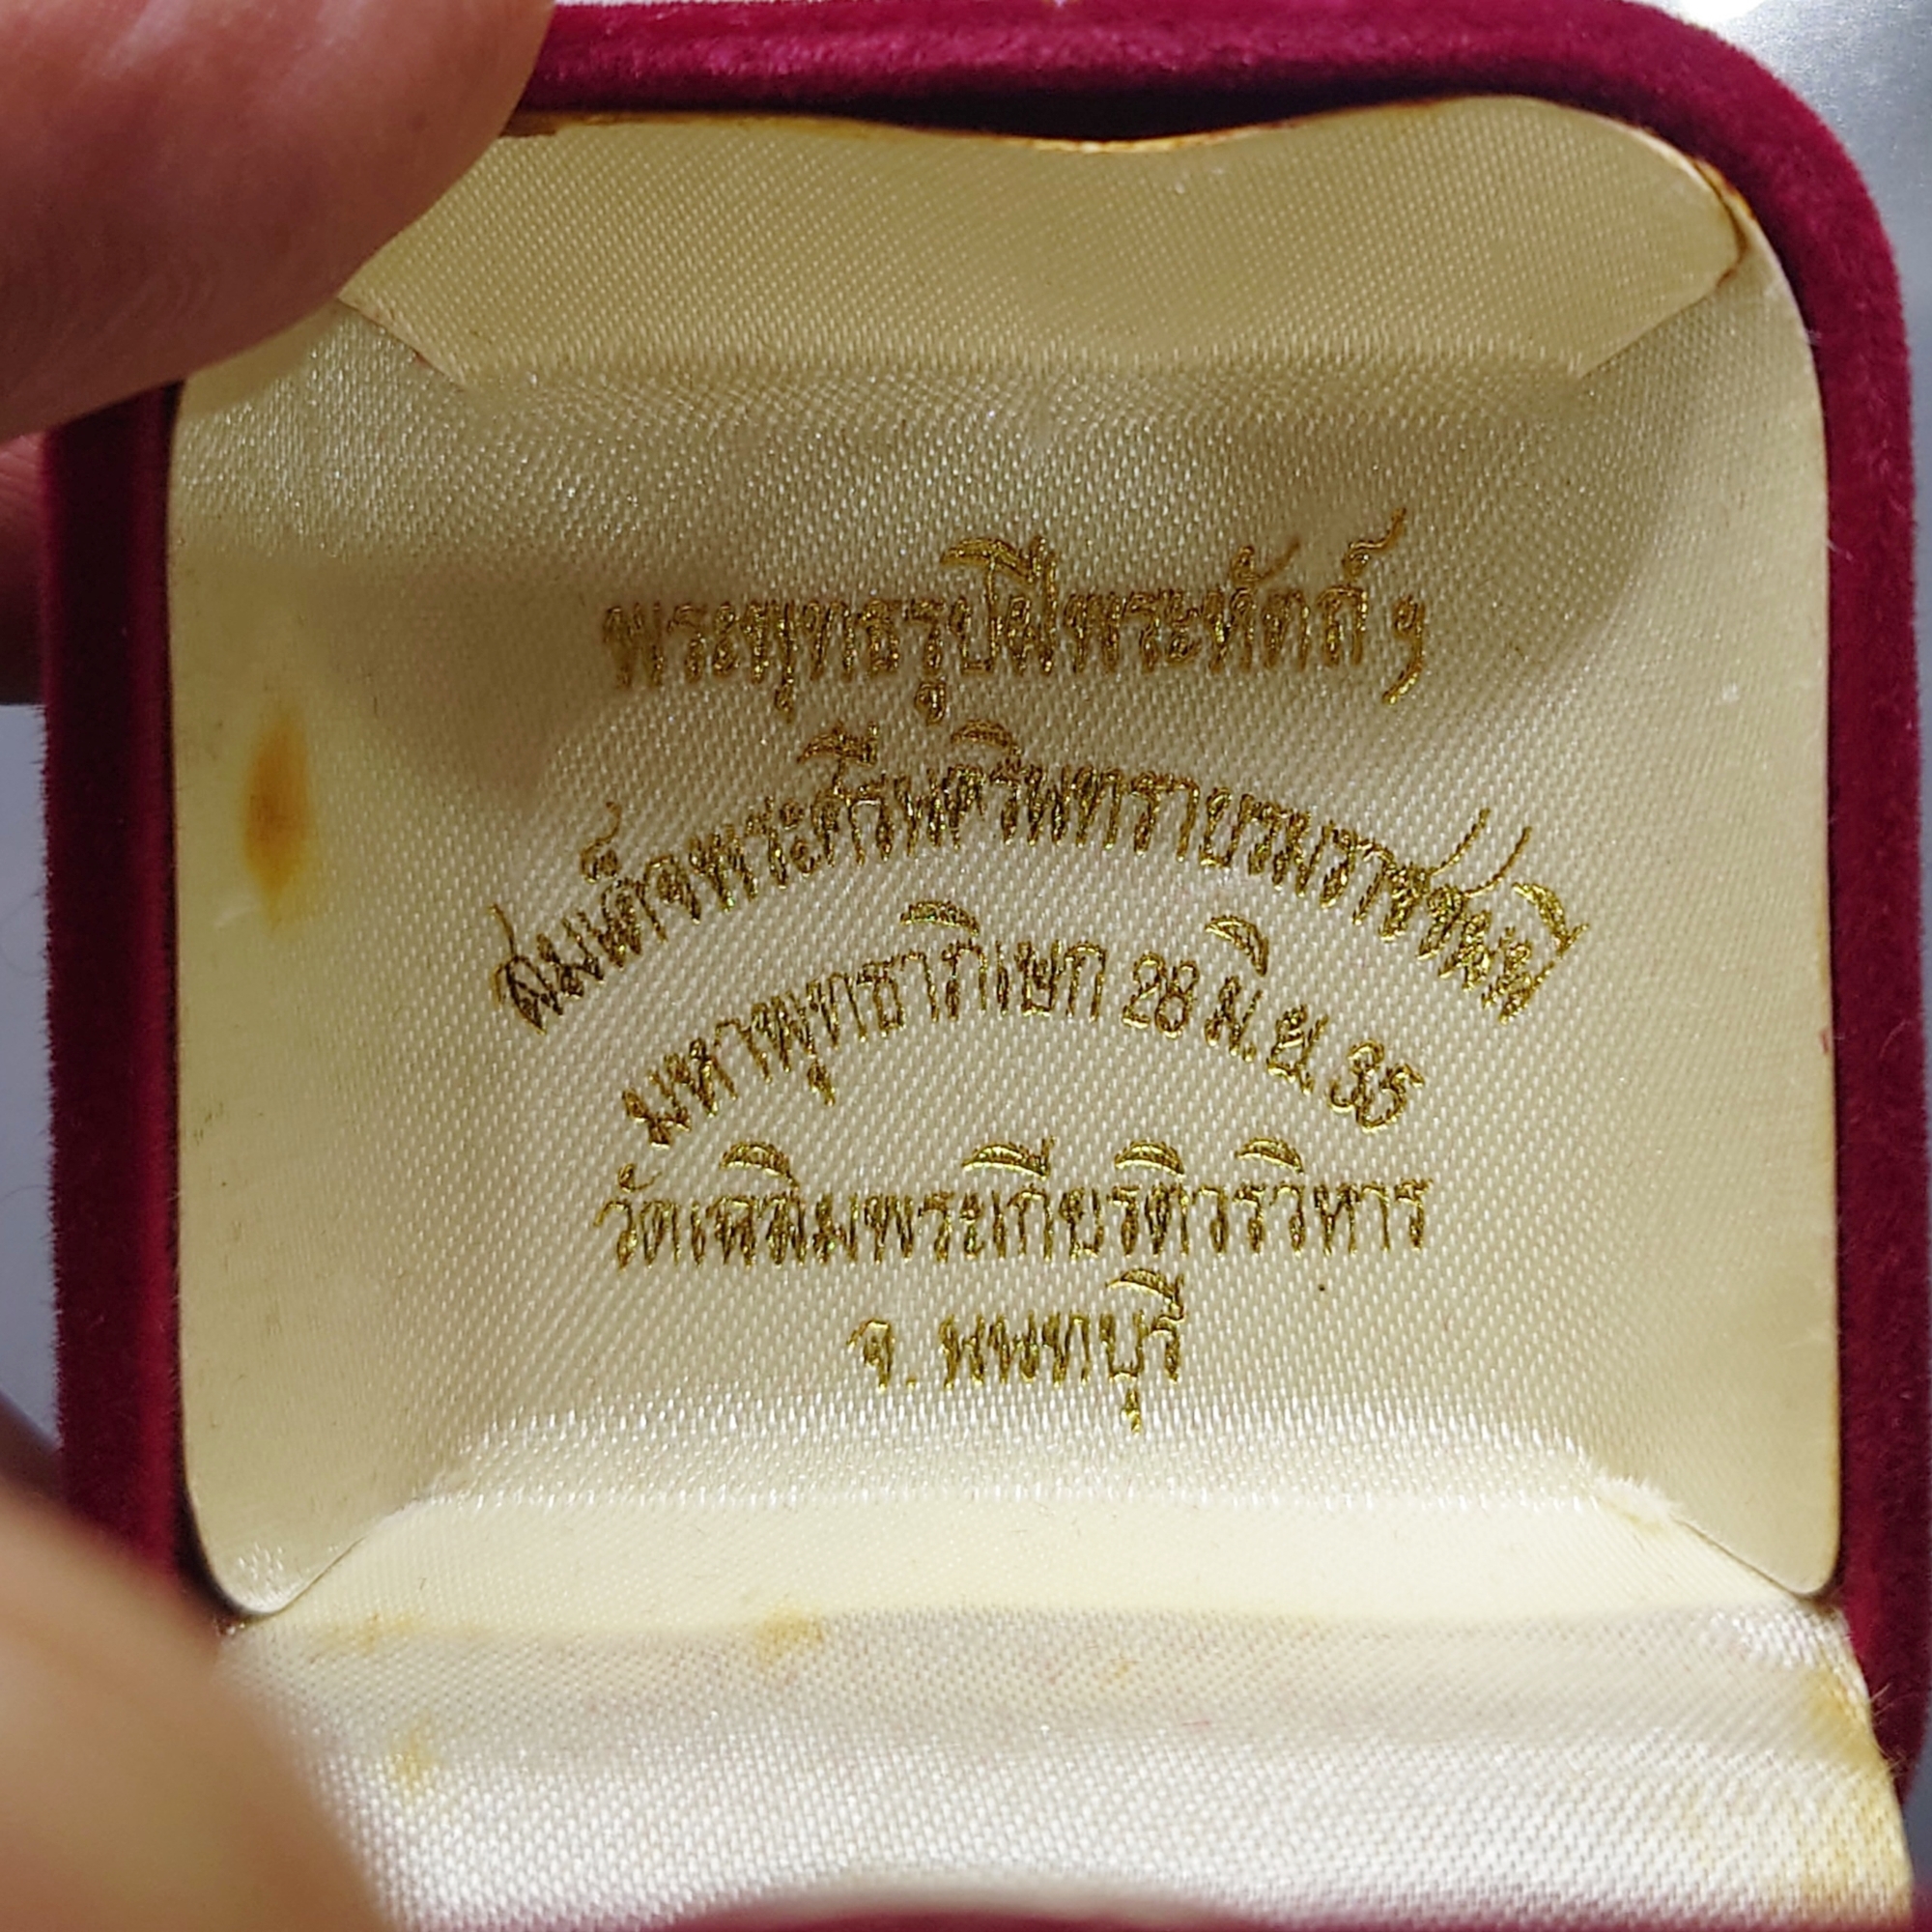 พระพุทธรูปฝีพระหัตถ์ ฯ
สมเด็จพระศรีนครินทราบรมราชชนนี
มหาพุทธาภิเษก 28 มิ.ย. 35
วัดเฉลิมพระเกียรติวรวิหาร
จ. นนทบุรี